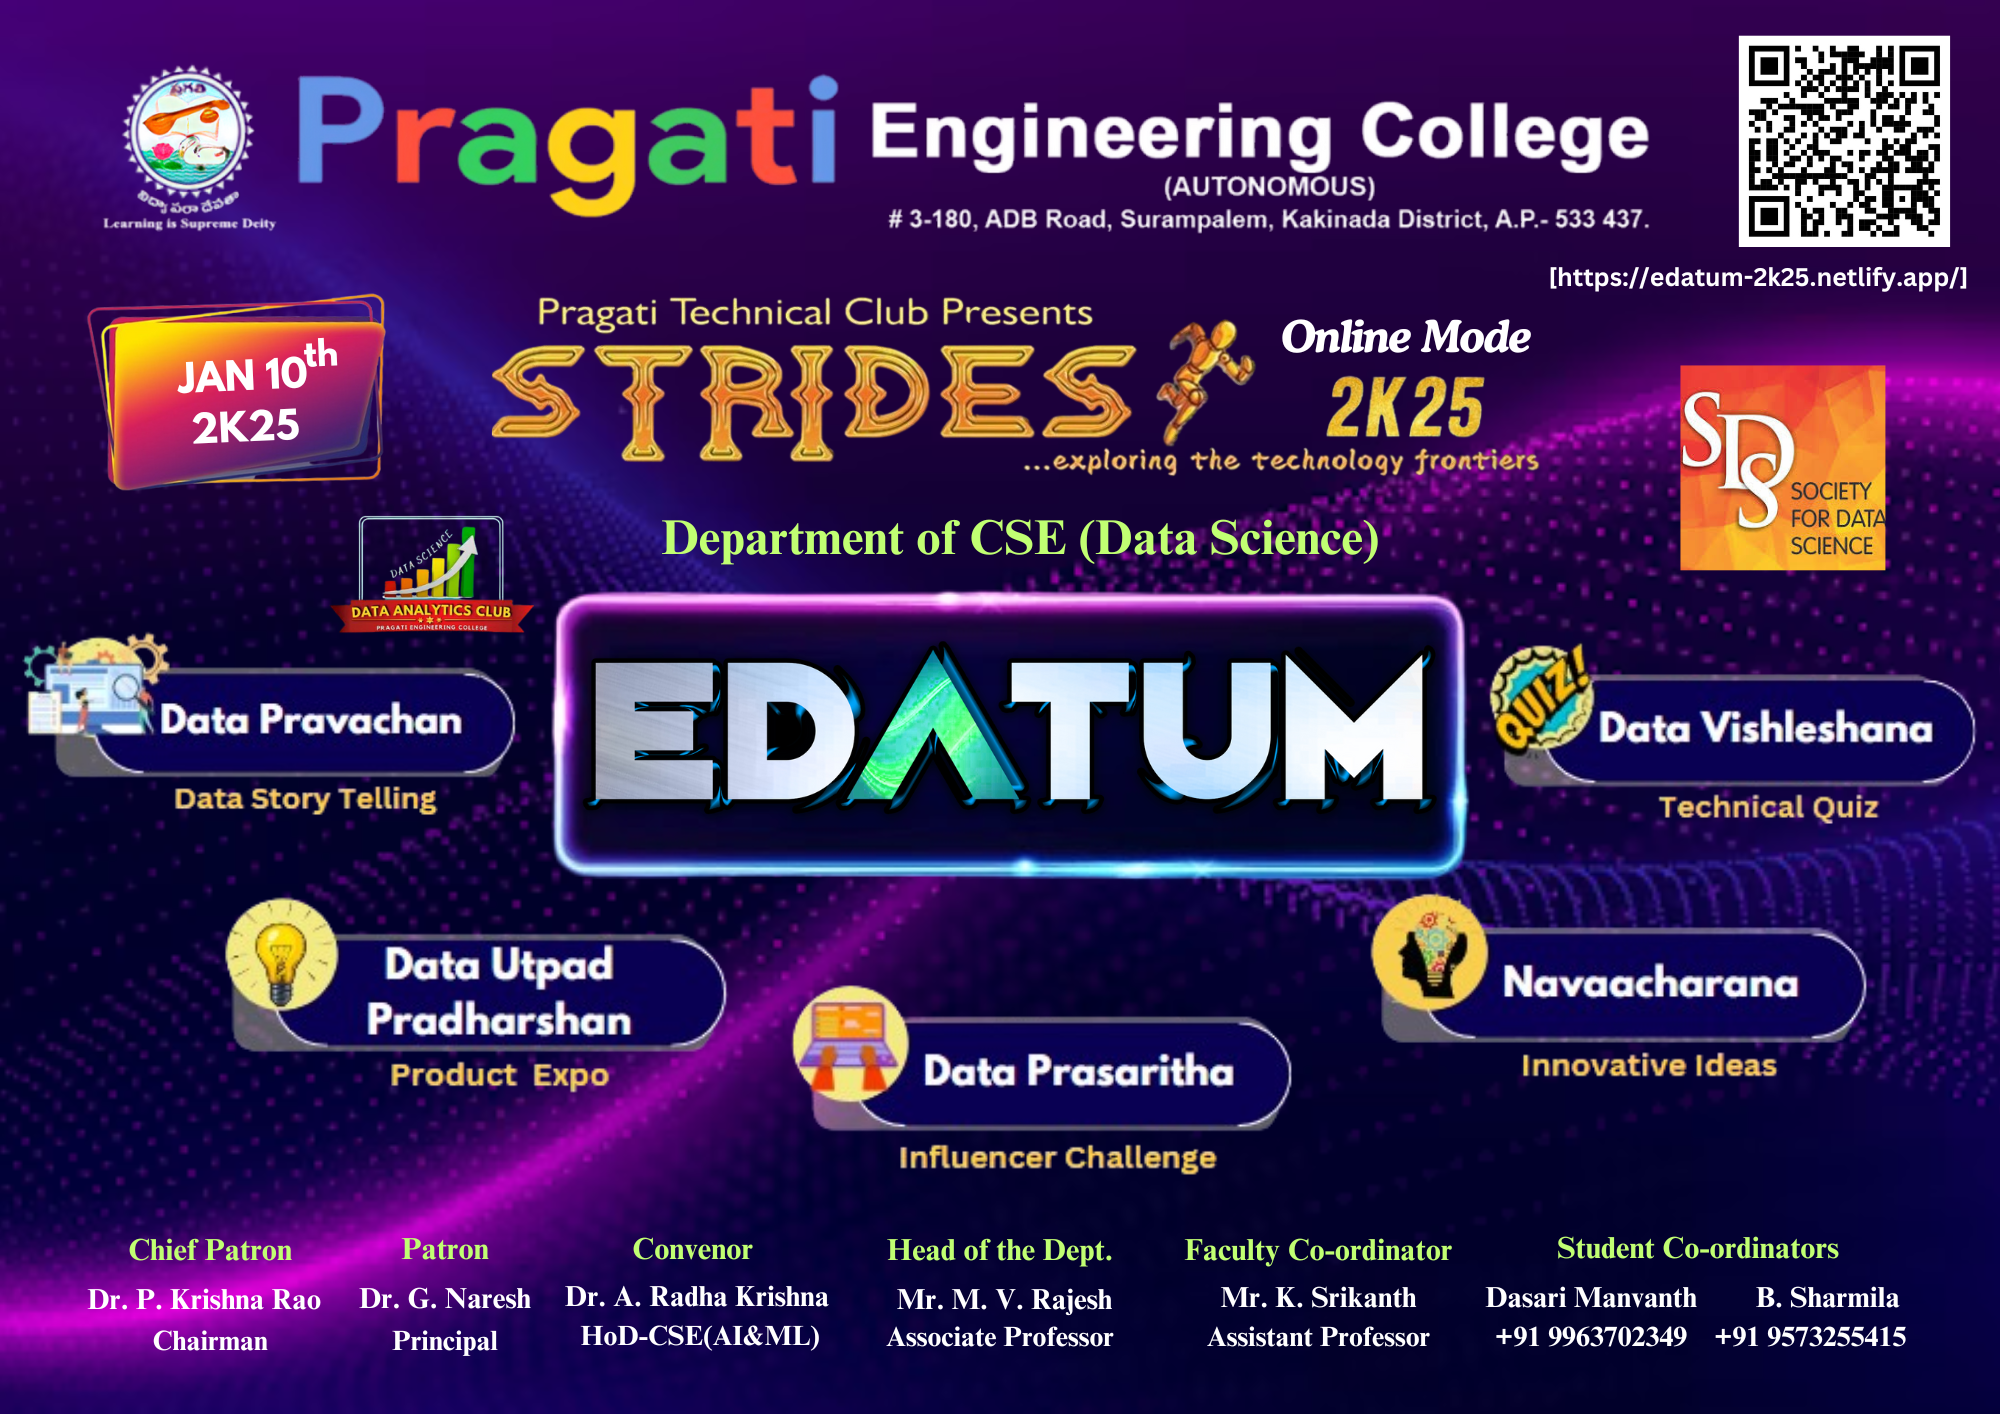 Pragati Engineering College
(AUTONOMOUS)
# 3-180, ADB Road, Surampalem, Kakinada District, A.P.- 533 437.
ప్రగతి
విద్యా పరా దేవతా
Learning is Supreme Deity
[https://edatum-2k25.netlify.app/]
JAN 10th
2K25
Pragati Technical Club Presents
STRIDES
Online Mode
2K25
...exploring the technology frontiers
SDS
SOCIETY
FOR DATA
SCIENCE
Department of CSE (Data Science)
DATA SCIENCE
DATA ANALYTICS CLUB
PRAGATI ENGINEERING COLLEGE
EDATUM
Data Pravachan
Data Story Telling
QUIZ!
Data Vishleshana
Technical Quiz
Data Utpad
Pradharshan
Product Expo
Navaacharana
Innovative Ideas
Data Prasaritha
Influencer Challenge
Chief Patron
Dr. P. Krishna Rao
Chairman
Patron
Dr. G. Naresh
Principal
Convenor
Dr. A. Radha Krishna
HoD-CSE(AI&ML)
Head of the Dept.
Mr. M. V. Rajesh
Associate Professor
Faculty Co-ordinator
Mr. K. Srikanth
Assistant Professor
Student Co-ordinators
Dasari Manvanth B. Sharmila
+91 9963702349 +91 9573255415